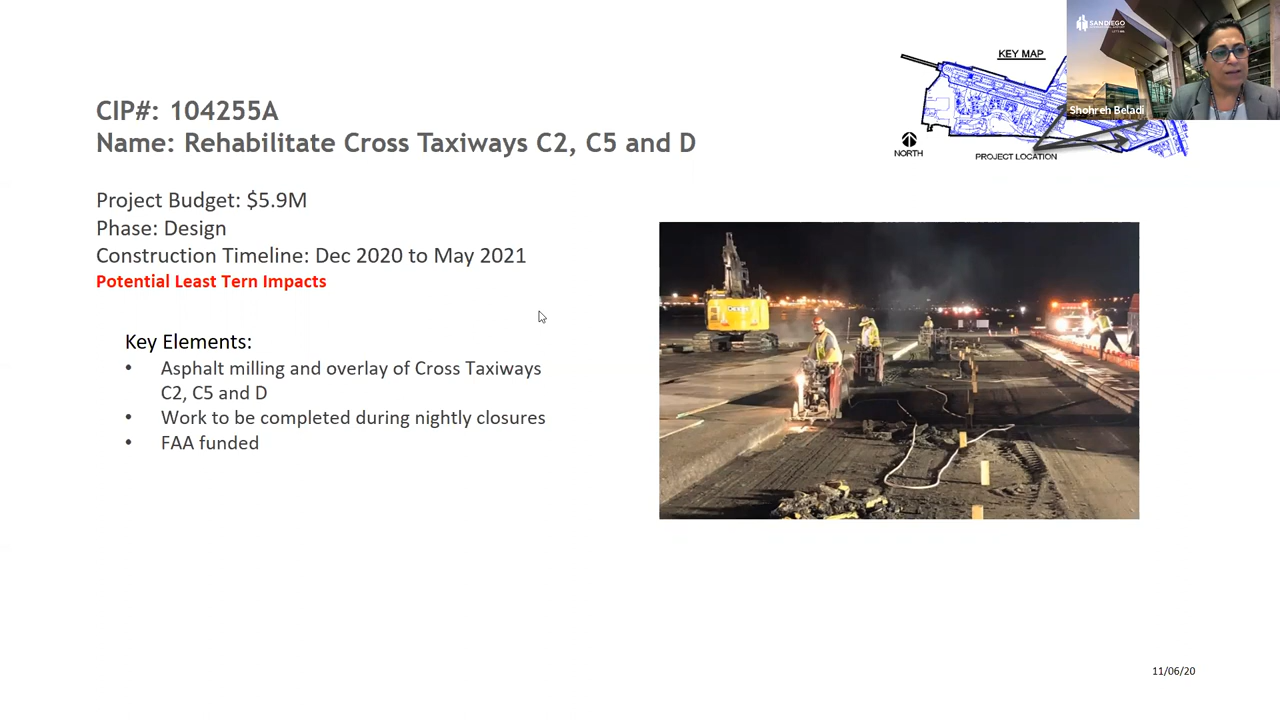 CIP#: 104255A
Name: Rehabilitate Cross Taxiways C2, C5 and D
Project Budget: $5.9M
Phase: Design
Construction Timeline: Dec 2020 to May 2021
Potential Least Tern Impacts
Key Elements:
• Asphalt milling and overlay of Cross Taxiways
C2, C5 and D
• Work to be completed during nightly closures
• FAA funded
KEY MAP
NORTH
PROJECT LOCATION
SAN DIEGO
Shohreh Beladi
11/06/20